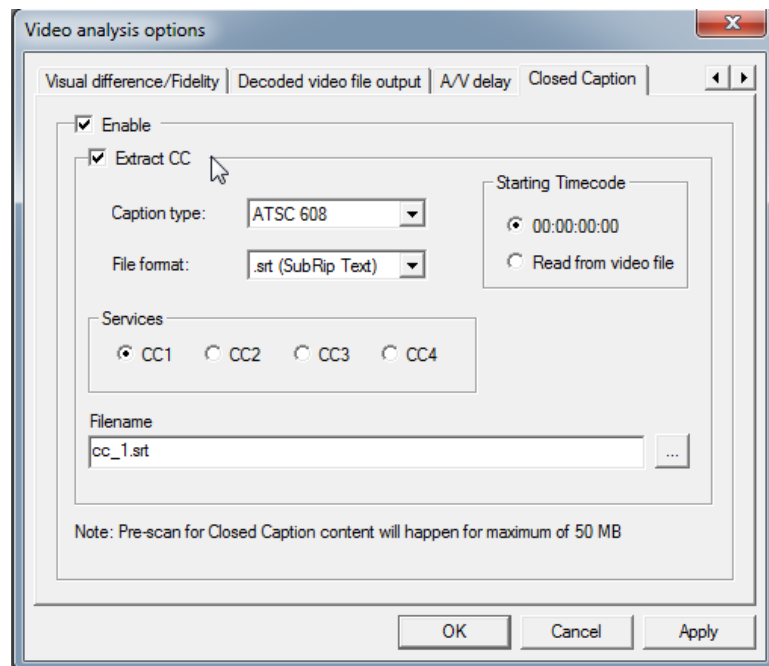 Video analysis options
Visual difference/Fidelity Decoded video file output A/V delay Closed Caption
Enable
Extract CC
Caption type: ATSC 608
File format: .srt (SubRip Text)
Starting Timecode
00:00:00:00
Read from video file
Services
CC1 CC2 CC3 CC4
Filename
cc_1.srt
...
Note: Pre-scan for Closed Caption content will happen for maximum of 50 MB
OK Cancel Apply